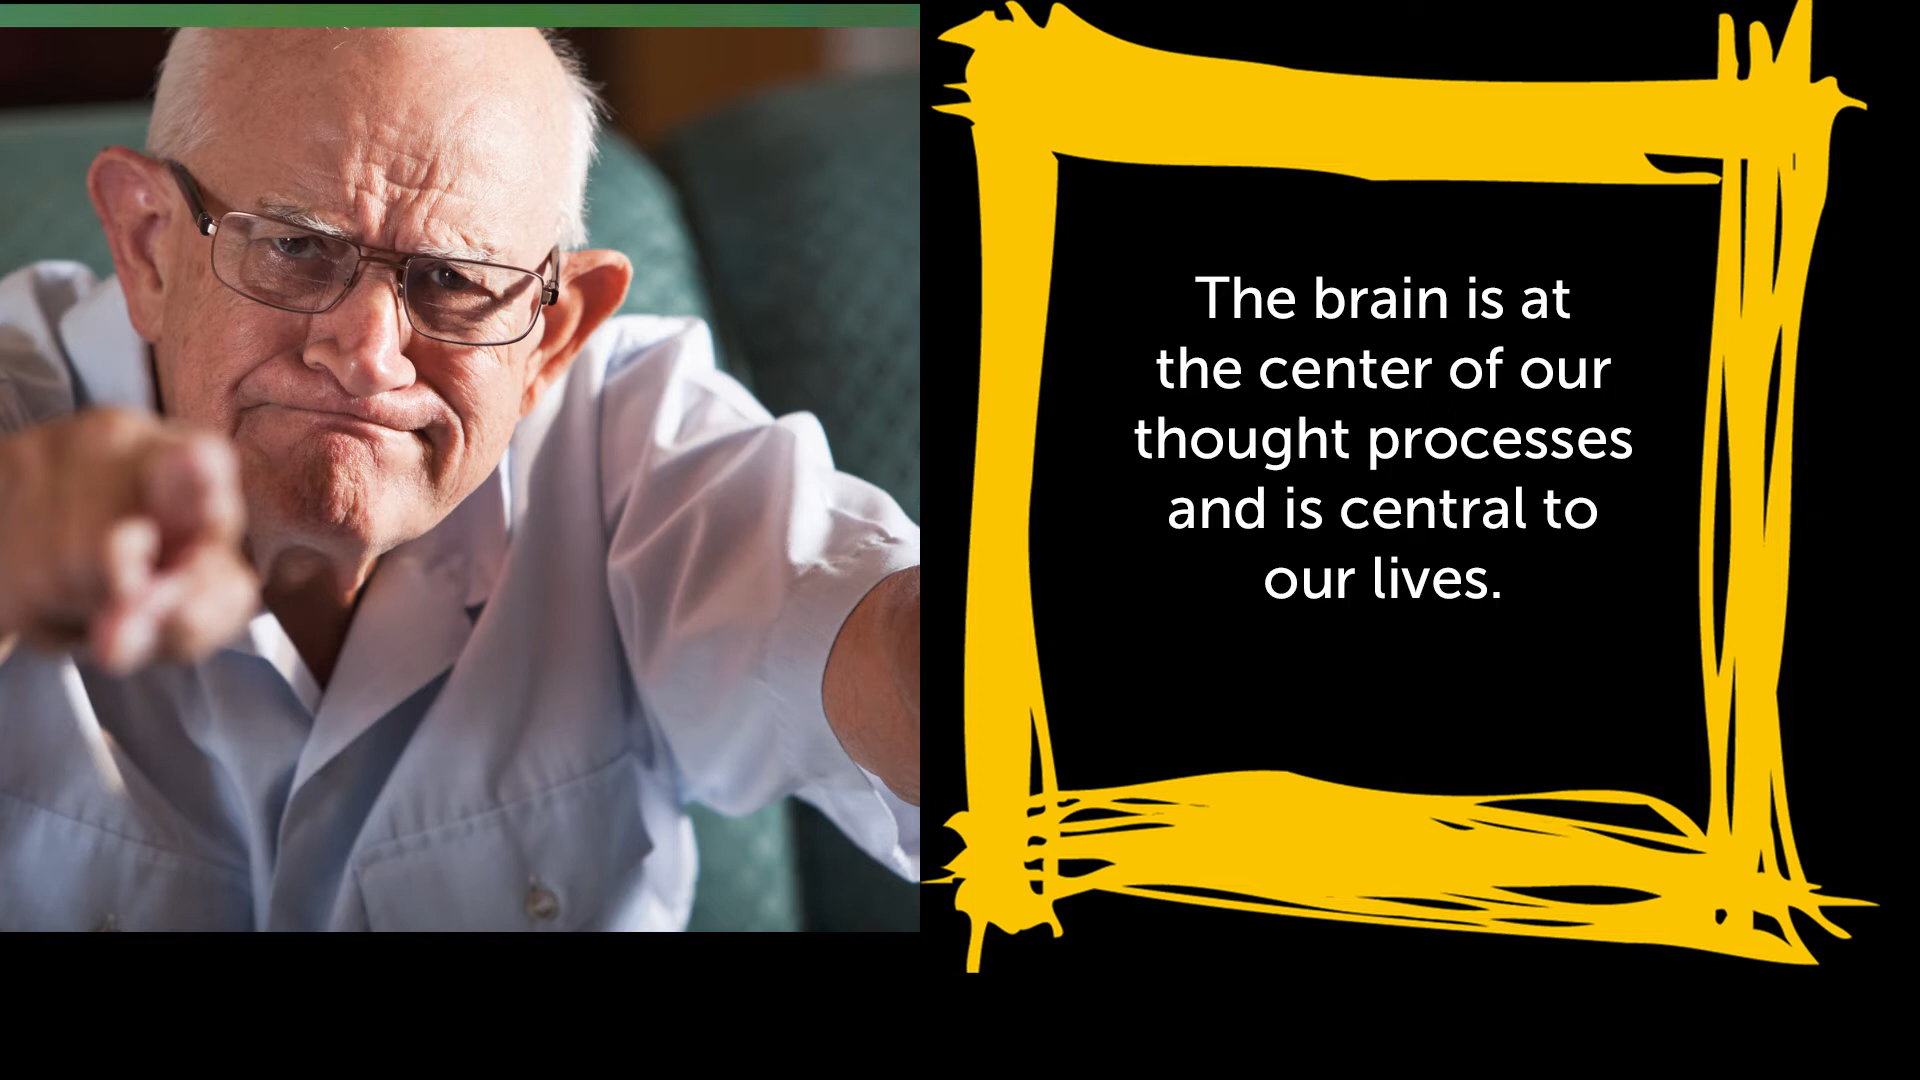 The brain is at
the center of our
thought processes
and is central to
our lives.